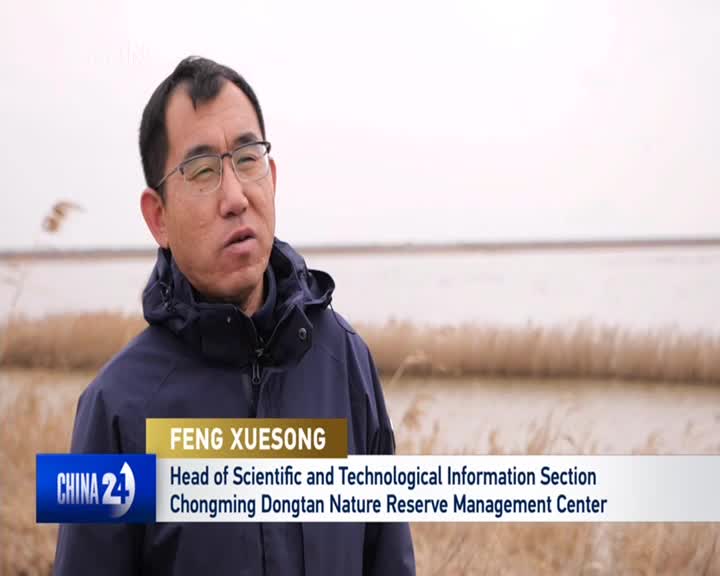 FENG XUESONG
Head of Scientific and Technological Information Section
CHINA 24
Chongming Dongtan Nature Reserve Management Center